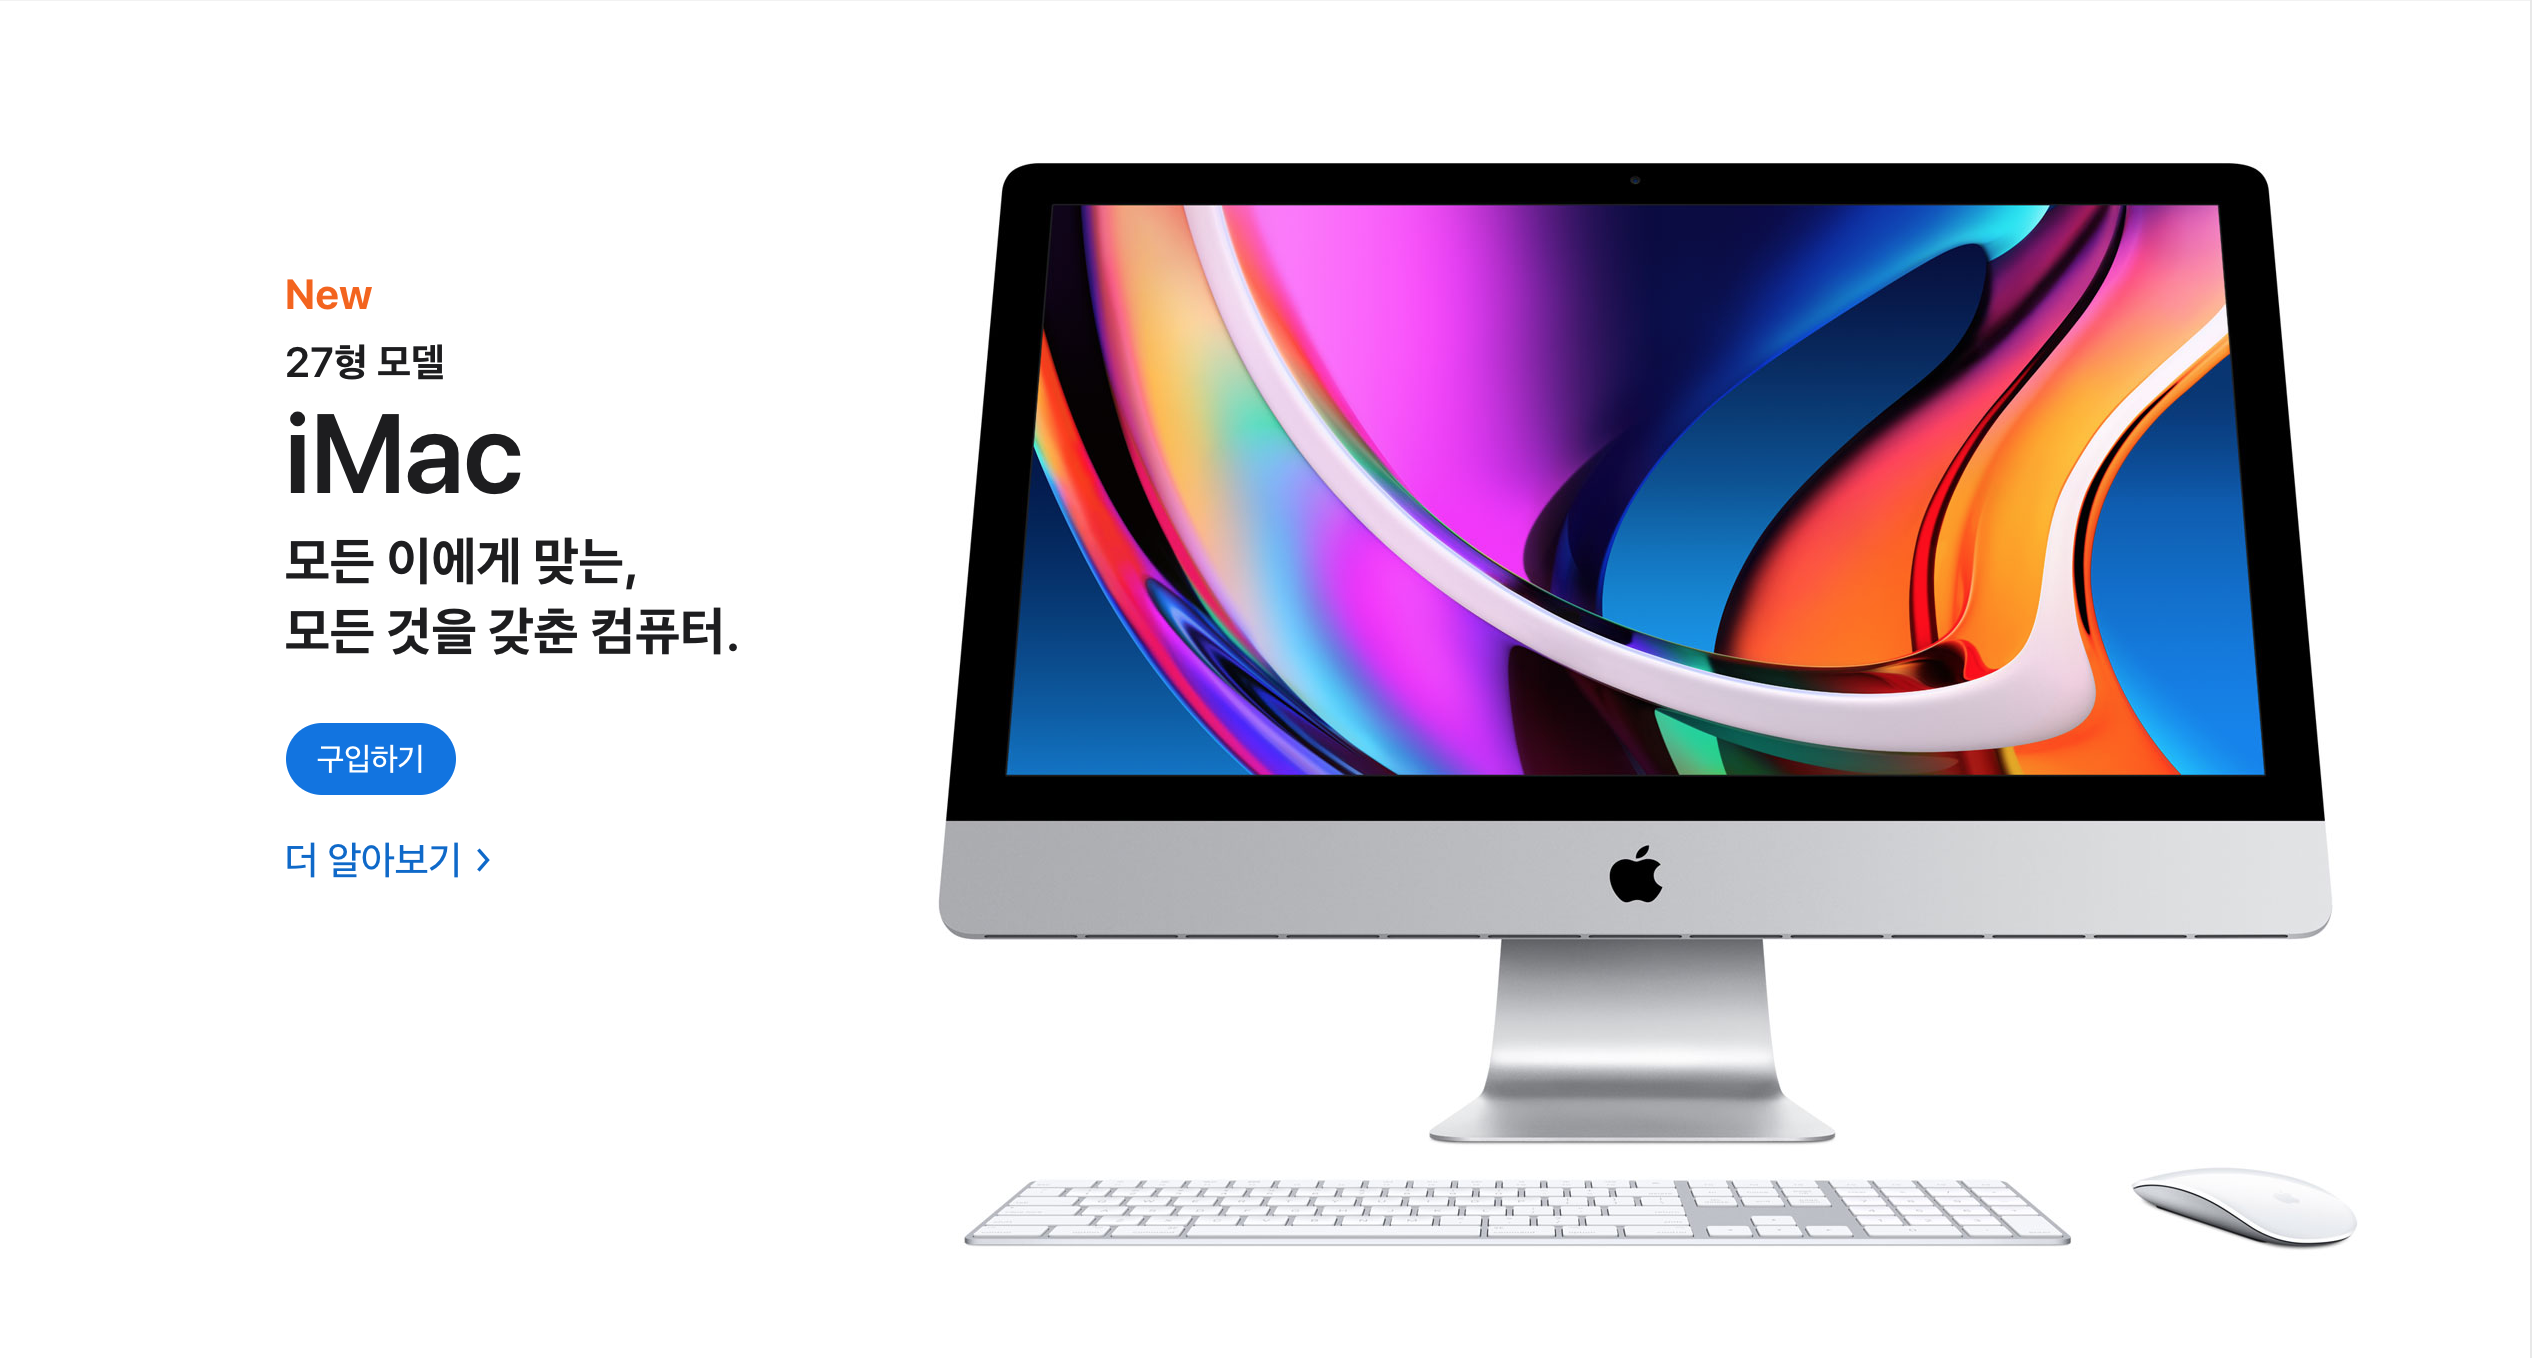 New
27형 모델
iMac
모든 이에게 맞는,
모든 것을 갖춘 컴퓨터.
구입하기
더 알아보기 >